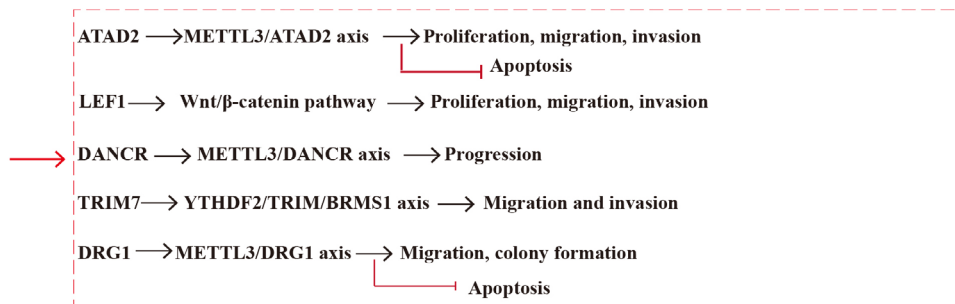 ATAD2 METTL3/ATAD2 axis Proliferation, migration, invasion
Apoptosis
LEF1 Wnt/β-catenin pathway Proliferation, migration, invasion
DANCR METTL3/DANCR axis Progression
TRIM7 YTHDF2/TRIM/BRMS1 axis Migration and invasion
DRG1 METTL3/DRG1 axis Migration, colony formation
Apoptosis